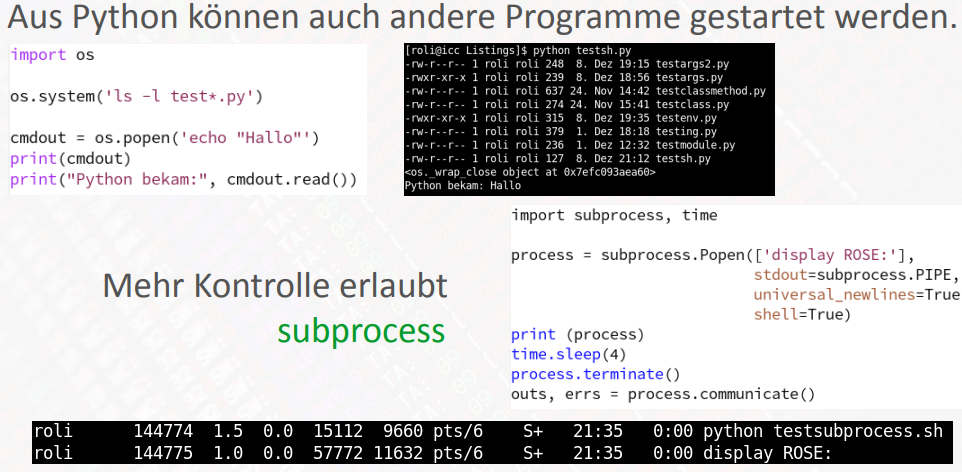 Aus Python können auch andere Programme gestartet werden.
import os
os.system('ls -l test*.py')
cmdout = os.popen('echo "Hallo"')
print(cmdout)
print("Python bekam:", cmdout.read())
[roli@icc Listings]$ python testsh.py
-rw-r--r-- 1 roli roli 248  8. Dez 19:15 testargs2.py
-rwxr-xr-x 1 roli roli 239  8. Dez 18:56 testargs.py
-rw-r--r-- 1 roli roli 637 24. Nov 14:42 testclassmethod.py
-rw-r--r-- 1 roli roli 274 24. Nov 15:41 testclass.py
-rwxr-xr-x 1 roli roli 315  8. Dez 19:35 testenv.py
-rw-r--r-- 1 roli roli 379  1. Dez 18:18 testing.py
-rw-r--r-- 1 roli roli 236  1. Dez 12:32 testmodule.py
-rw-r--r-- 1 roli roli 127  8. Dez 21:12 testsh.py
<os._wrap_close object at 0x7efc093aea60>
Python bekam: Hallo
Mehr Kontrolle erlaubt
subprocess
import subprocess, time
process = subprocess.Popen(['display ROSE:'],
stdout=subprocess.PIPE,
universal_newlines=True
shell=True)
print (process)
time.sleep(4)
process.terminate()
outs, errs = process.communicate()
roli 144774 1.5 0.0 15112 9660 pts/6 S+ 21:35 0:00 python testsubprocess.sh
roli 144775 1.0 0.0 57772 11632 pts/6 S+ 21:35 0:00 display ROSE: